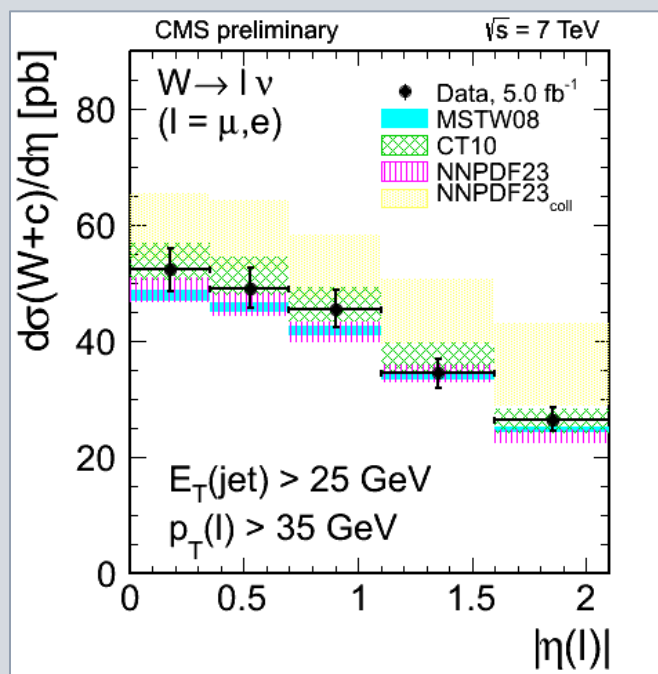 CMS preliminary √s = 7 TeV
dσ(W+c)/dη [pb]
W → l ν
(l = μ,e)
Data, 5.0 fb⁻¹
MSTW08
CT10
NNPDF23
NNPDF23coll
80
60
40
20
0
E_T(jet) > 25 GeV
p_T(l) > 35 GeV
0 0.5 1 1.5 2
|η(l)|